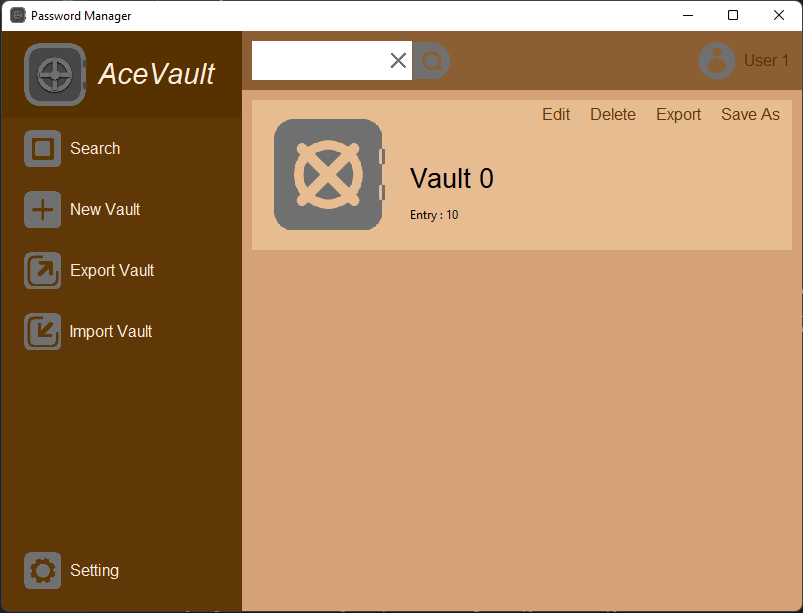 Password Manager
AceVault
User 1
Search
New Vault
Export Vault
Import Vault
Setting
Edit Delete Export Save As
Vault 0
Entry : 10